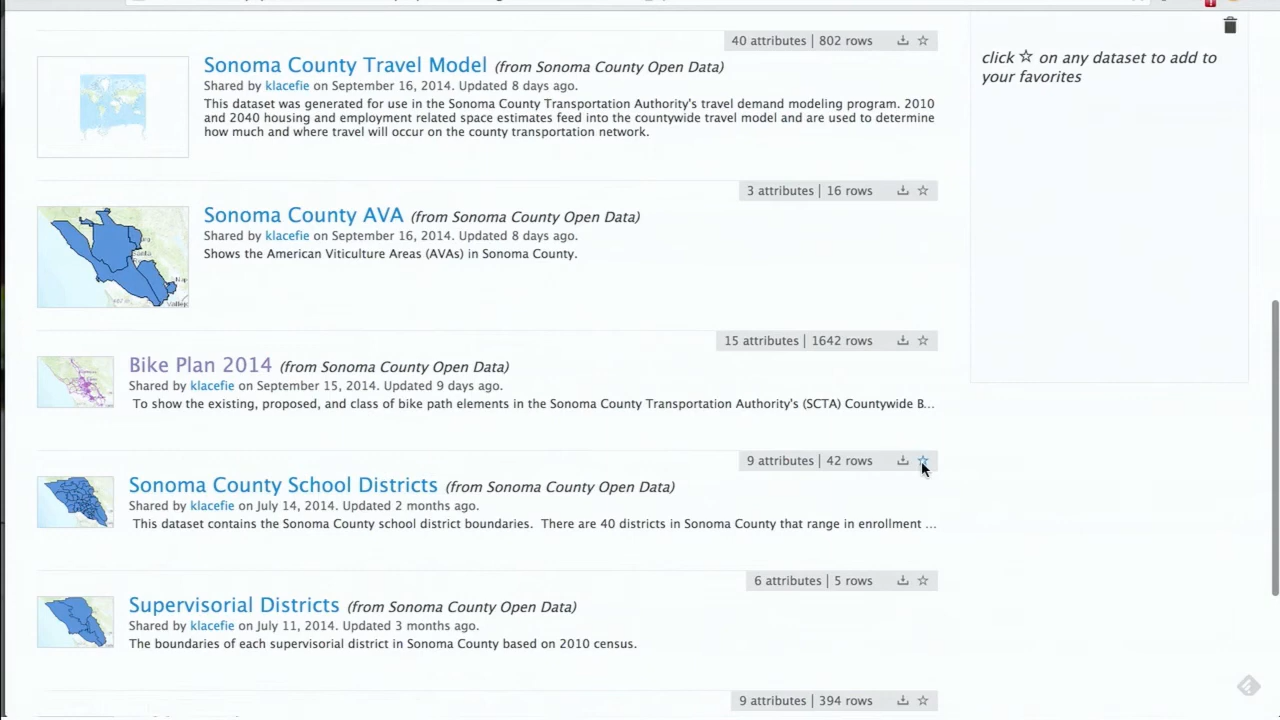 40 attributes | 802 rows
Sonoma County Travel Model (from Sonoma County Open Data)
Shared by klacefie on September 16, 2014. Updated 8 days ago.
This dataset was generated for use in the Sonoma County Transportation Authority's travel demand modeling program. 2010
and 2040 housing and employment related space estimates feed into the countywide travel model and are used to determine
how much and where travel will occur on the county transportation network.
3 attributes | 16 rows
Sonoma County AVA (from Sonoma County Open Data)
Shared by klacefie on September 16, 2014. Updated 8 days ago.
Shows the American Viticulture Areas (AVAs) in Sonoma County.
15 attributes | 1642 rows
Bike Plan 2014 (from Sonoma County Open Data)
Shared by klacefie on September 15, 2014. Updated 9 days ago.
To show the existing, proposed, and class of bike path elements in the Sonoma County Transportation Authority's (SCTA) Countywide B...
9 attributes | 42 rows
Sonoma County School Districts (from Sonoma County Open Data)
Shared by klacefie on July 14, 2014. Updated 2 months ago.
This dataset contains the Sonoma County school district boundaries. There are 40 districts in Sonoma County that range in enrollment ...
6 attributes | 5 rows
Supervisorial Districts (from Sonoma County Open Data)
Shared by klacefie on July 11, 2014. Updated 3 months ago.
The boundaries of each supervisorial district in Sonoma County based on 2010 census.
9 attributes | 394 rows
click ☆ on any dataset to add to
your favorites